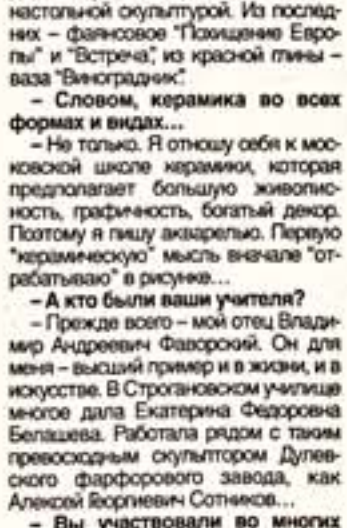 настольной скульптурой. Из послед-
них – фаянсовое "Похищение Евро-
пы" и "Встреча", из красной глины –
ваза "Виноградник".
– Словом, керамика во всех
формах и видах...
– Не только. Я отношу себя к мос-
ковской школе керамики, которая
предполагает большую живопис-
ность, графичность, богатый декор.
Поэтому я пишу акварелью. Первую
"керамическую" мысль вначале "от-
рабатываю" в рисунке...
– А кто были ваши учителя?
– Прежде всего – мой отец Влади-
мир Андреевич Фаворский. Он для
меня – высший пример и в жизни, и в
искусстве. В Строгановском училище
многое дала Екатерина Федоровна
Белашева. Работала рядом с таким
превосходным скульптором Дулев-
ского фарфорового завода, как
Алексей Георгиевич Сотников...
– Вы участвовали во многих